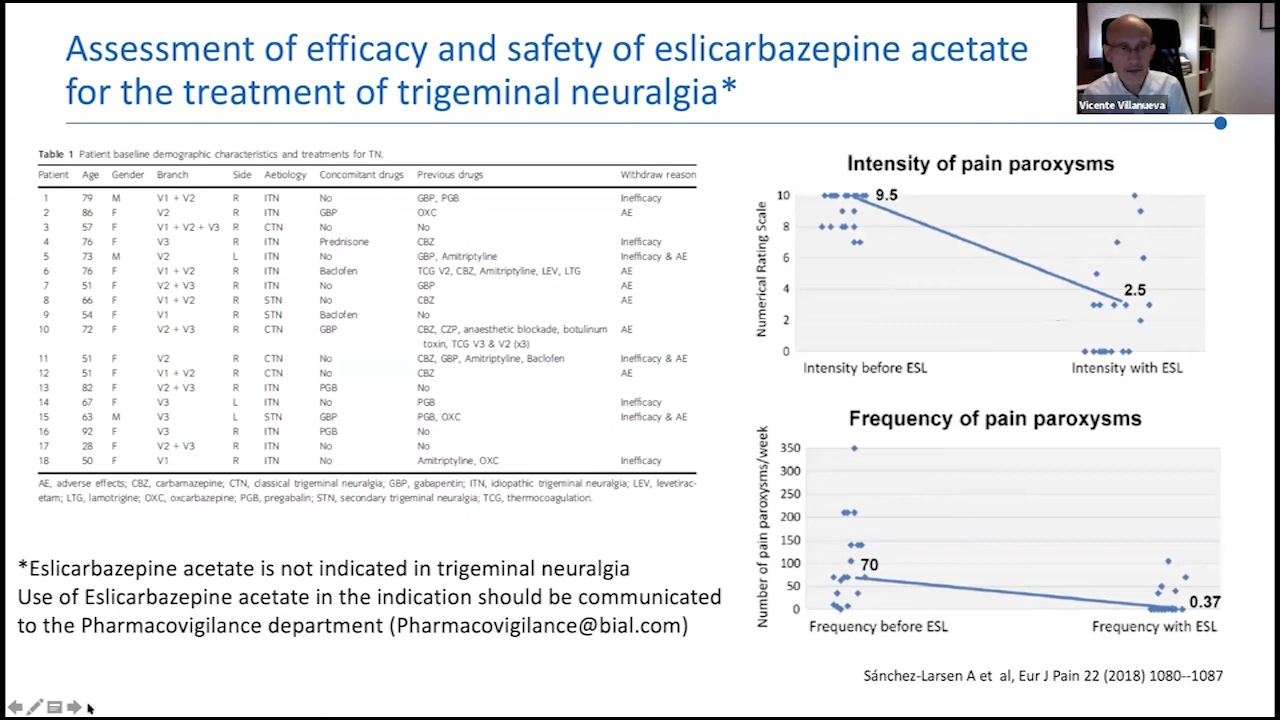 Assessment of efficacy and safety of eslicarbazepine acetate
for the treatment of trigeminal neuralgia*
Vicente Villanueva
Table 1 Patient baseline demographic characteristics and treatments for TN.
Patient Age Gender Branch Side Aetiology Concomitant drugs Previous drugs Withdraw reason
1 79 M V1 + V2 R ITN No GBP, PGB Inefficacy
2 86 F V2 R ITN GBP OXC AE
3 57 F V1 + V2 + V3 R CTN No No
4 76 F V3 R ITN Prednisone CBZ Inefficacy
5 73 M V2 L ITN No GBP, Amitriptyline Inefficacy & AE
6 76 F V1 + V2 R ITN Baclofen TCG V2, CBZ, Amitriptyline, LEV, LTG AE
7 51 F V2 + V3 R ITN No GBP AE
8 66 F V1 + V2 R STN No CBZ AE
9 54 F V1 R STN Baclofen No
10 72 F V2 + V3 R CTN GBP CBZ, CZP, anaesthetic blockade, botulinum AE
toxin, TCG V3 & V2 (x3)
11 51 F V2 R CTN No CBZ, GBP, Amitriptyline, Baclofen Inefficacy & AE
12 51 F V1 + V2 R CTN No CBZ AE
13 82 F V2 + V3 R ITN PGB No
14 67 F V3 L ITN No PGB Inefficacy
15 63 M V3 L STN GBP PGB, OXC Inefficacy & AE
16 92 F V3 R ITN PGB No
17 28 F V2 + V3 R ITN No No
18 50 F V1 R ITN No Amitriptyline, OXC Inefficacy
AE, adverse effects; CBZ, carbamazepine; CTN, classical trigeminal neuralgia; GBP, gabapentin; ITN, idiopathic trigeminal neuralgia; LEV, levetirac-
etam; LTG, lamotrigine; OXC, oxcarbazepine; PGB, pregabalin; STN, secondary trigeminal neuralgia; TCG, thermocoagulation.
*Eslicarbazepine acetate is not indicated in trigeminal neuralgia
Use of Eslicarbazepine acetate in the indication should be communicated
to the Pharmacovigilance department (Pharmacovigilance@bial.com)
Intensity of pain paroxysms
Numerical Rating Scale
10
8
6
4
2
0
9.5
2.5
Intensity before ESL Intensity with ESL
Frequency of pain paroxysms
Number of pain paroxysms/week
350
300
250
200
150
100
50
0
70
0.37
Frequency before ESL Frequency with ESL
Sánchez-Larsen A et al, Eur J Pain 22 (2018) 1080--1087